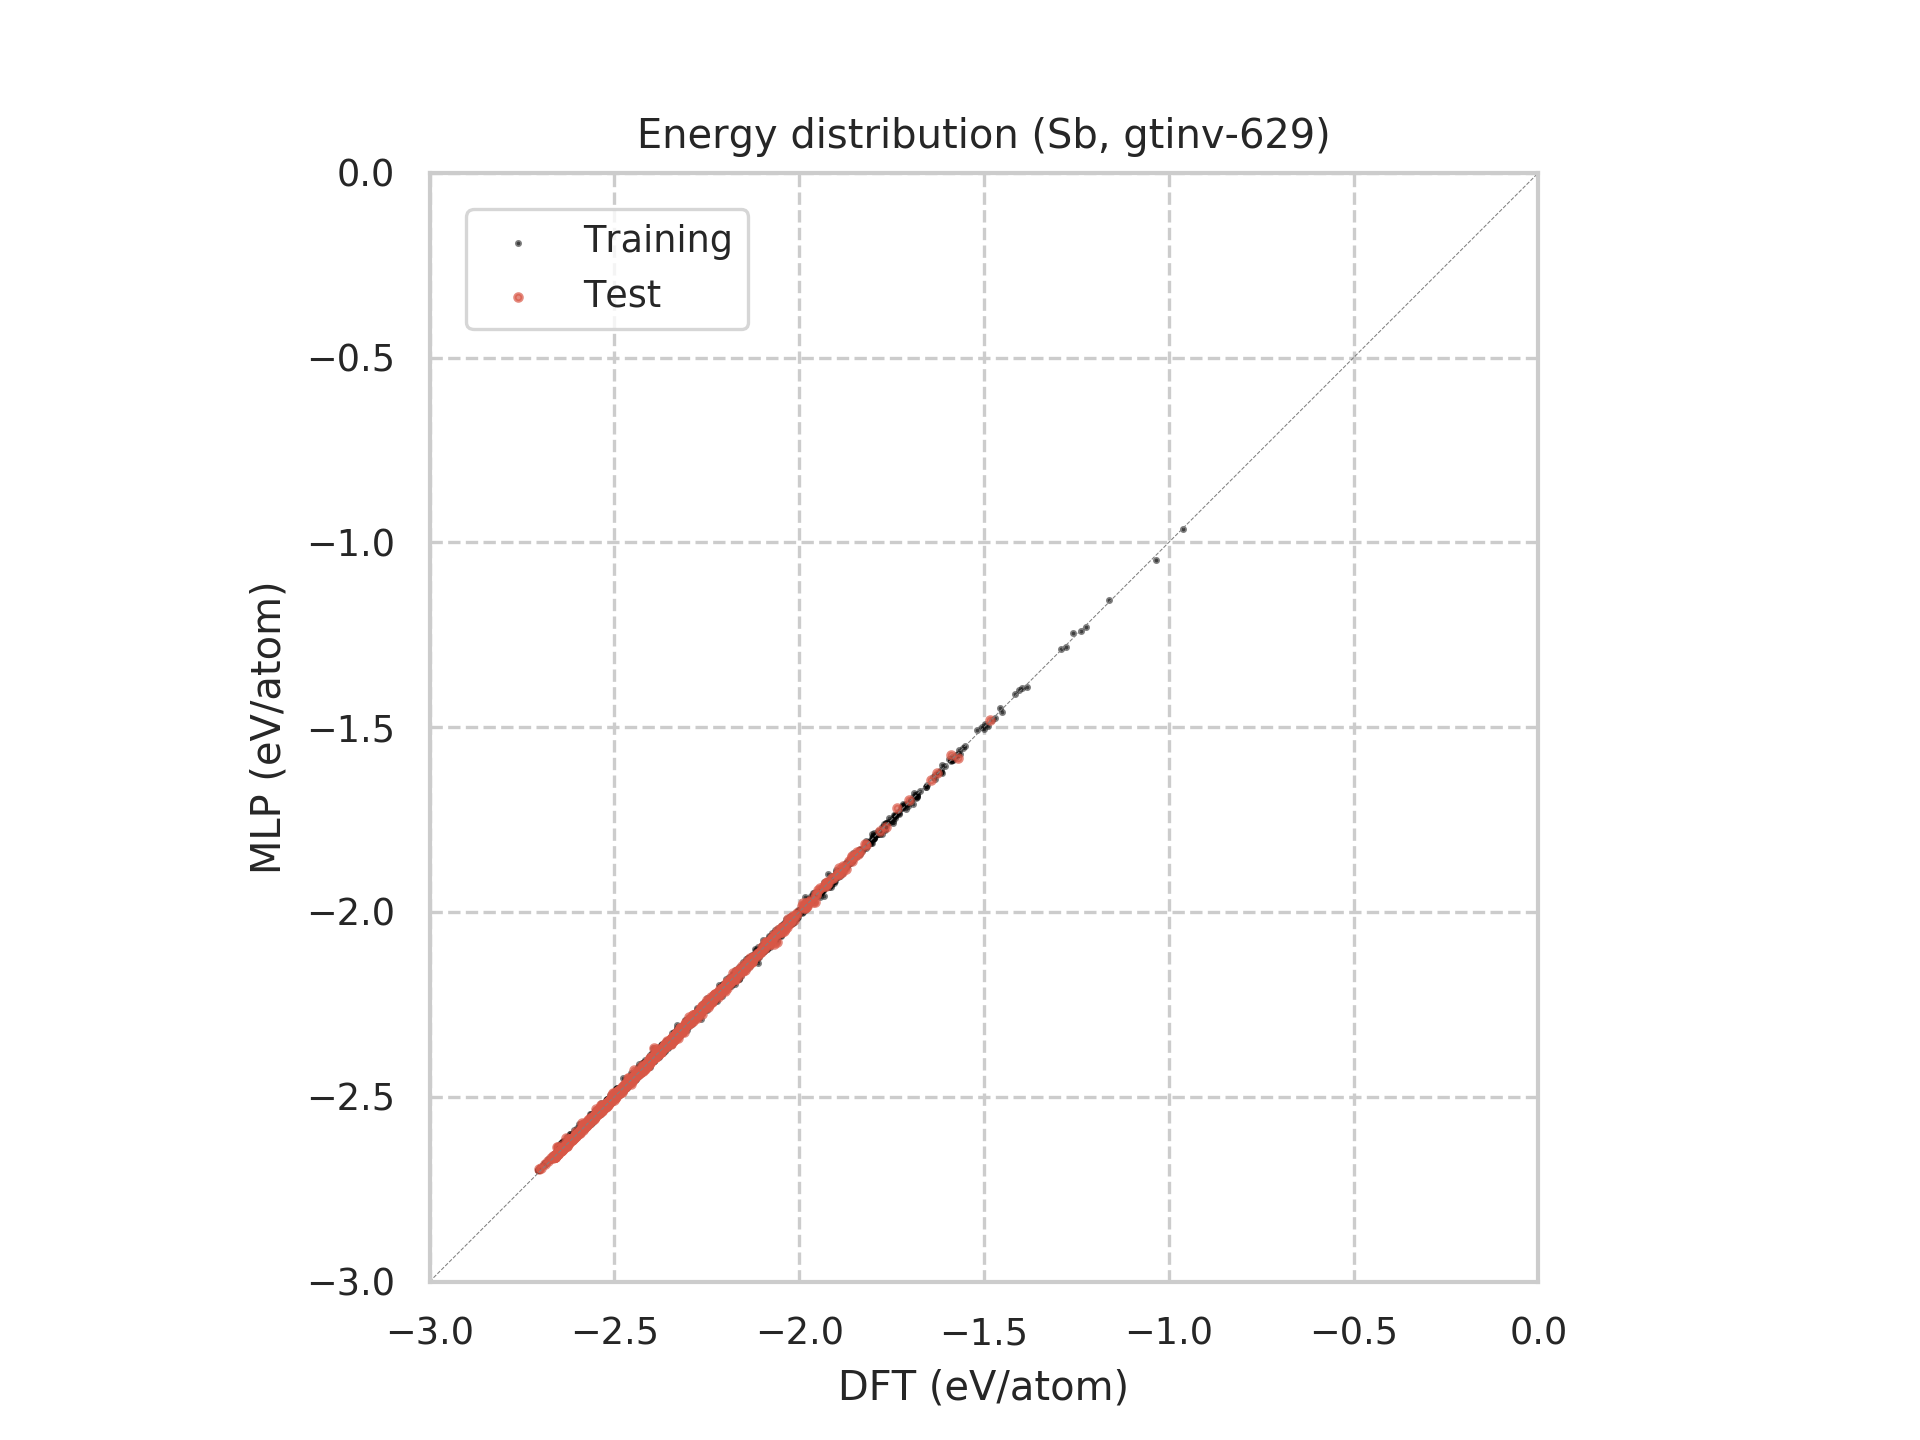 Energy distribution (Sb, gtinv-629)
0.0
−0.5
−1.0
−1.5
−2.0
−2.5
−3.0
MLP (eV/atom)
Training
Test
−3.0 −2.5 −2.0 −1.5 −1.0 −0.5 0.0
DFT (eV/atom)